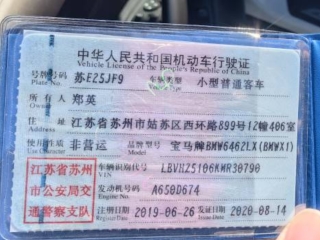 中华人民共和国机动车行驶证
Vehicle License of the People's Republic of China
号牌号码 苏E25JF9 车辆类型 小型普通客车
Plate No.
所有人 郑英
Owner
住址 江苏省苏州市姑苏区西环路899号12幢406室
Address
使用性质 非营运 品牌型号 宝马牌BMW6462LX(BMWX1)
Use Character Model
江苏省苏州市公安局交通警察支队
车辆识别代号 LBVHZ5106KMR30790
VIN
发动机号码 A650D674
Engine No.
注册日期 2019-06-26 发证日期 2020-08-14
Register Date Issue Date